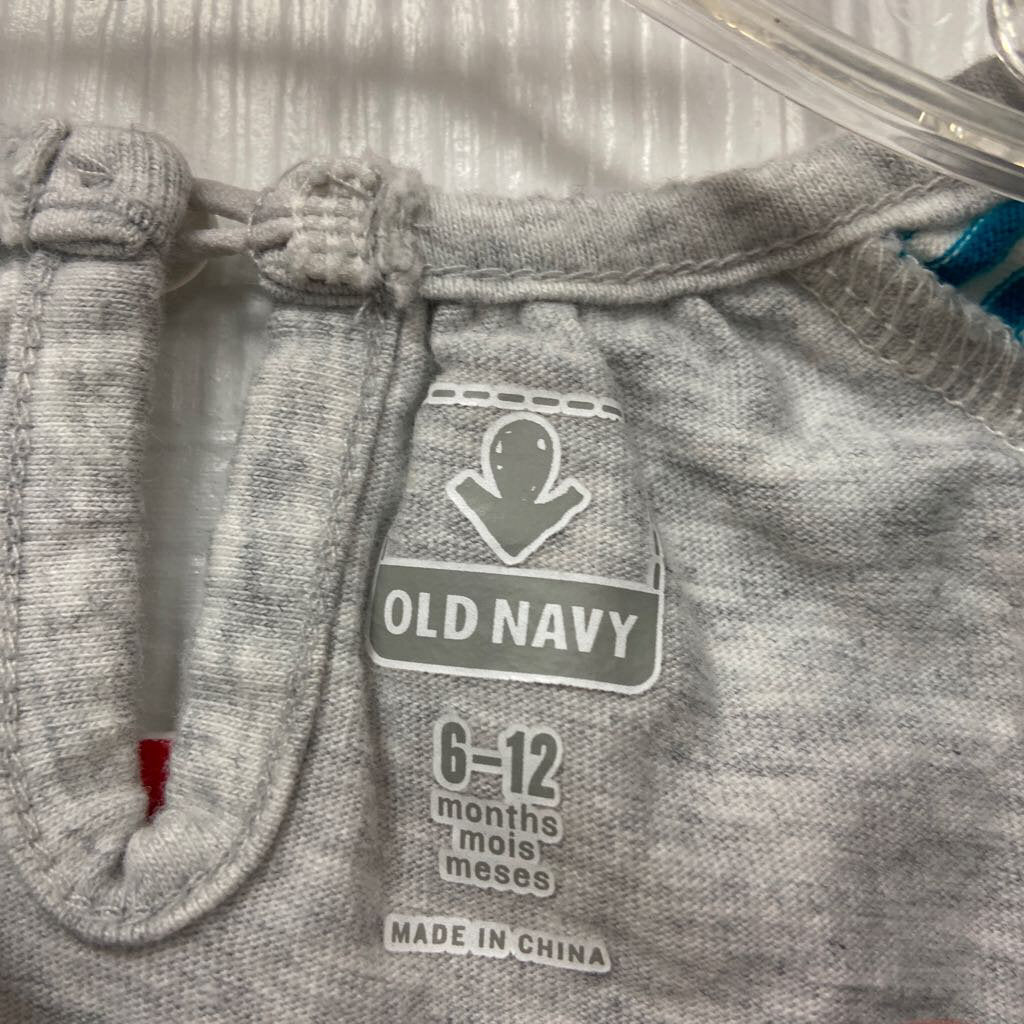 OLD NAVY
6–12
months
mois
meses
MADE IN CHINA